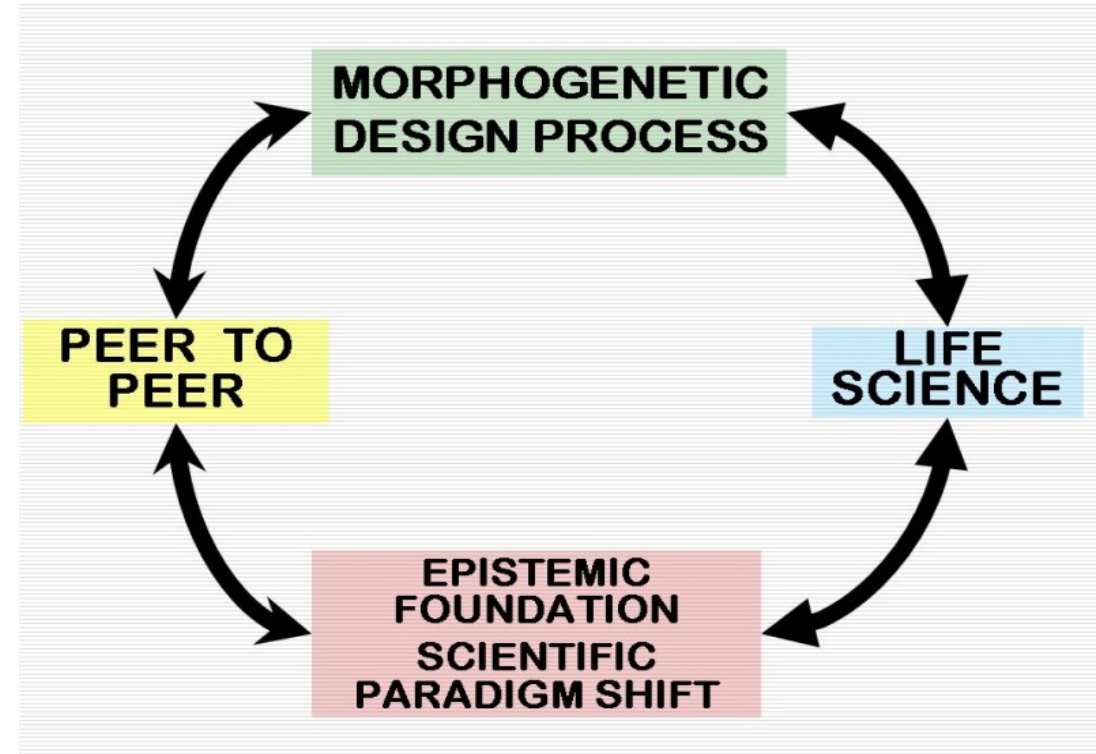 MORPHOGENETIC
DESIGN PROCESS
PEER TO
PEER
LIFE
SCIENCE
EPISTEMIC
FOUNDATION
SCIENTIFIC
PARADIGM SHIFT